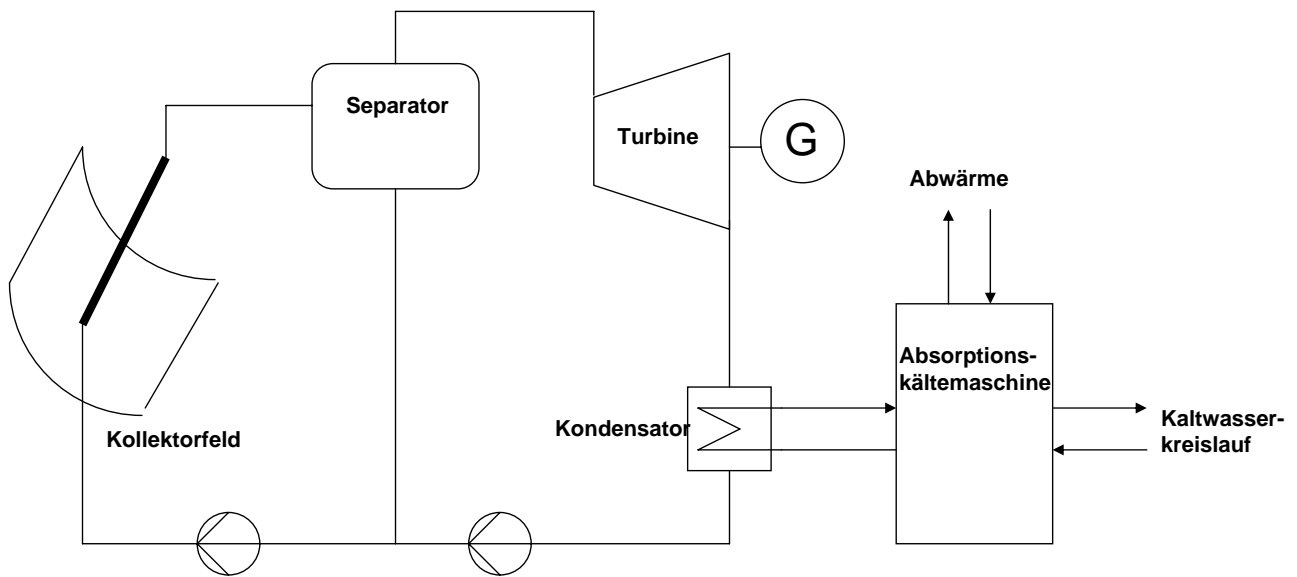 Separator
Turbine
G
Abwärme
Absorptions-
kältemaschine
Kollektorfeld
Kondensator
Kaltwasser-
kreislauf